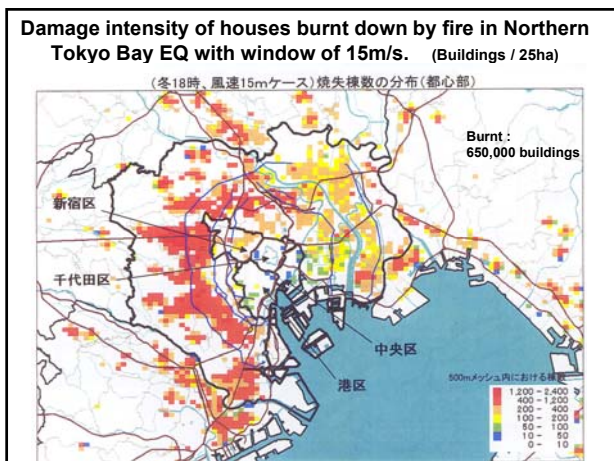 Damage intensity of houses burnt down by fire in Northern
Tokyo Bay EQ with window of 15m/s. (Buildings / 25ha)
(冬18時、風速15mケース)焼失棟数の分布(都心部)
Burnt :
650,000 buildings
新宿区
千代田区
中央区
港区
500mメッシュ内における棟数
1,200 - 2,400
400 - 1,200
200 - 400
100 - 200
50 - 100
10 - 50
0 - 10